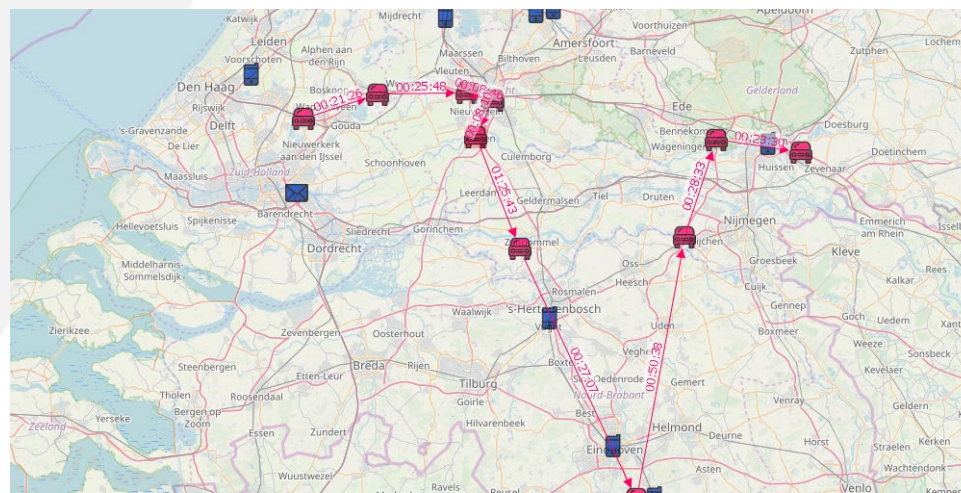 Katwijk
Mijdrecht
Apeldoorn
Leiden
Voorschoten
Alphen aan
den Rijn
Maarssen
Bilthoven
Amersfoort
Leusden
Voorthuizen
Barneveld
Gelderland
Zutphen
Lochem
Den Haag
Vleuten
Rijswijk
Delft
's-Gravenzande
De Lier
Maassluis
Gouda
Nieuwerkerk
aan den IJssel
Zuid-Holland
Schoonhoven
Culemborg
Ede
Bennekom
Wageningen
Doesburg
Doetinchem
Huissen
Zevenaar
00:21:26
00:25:48
01:25:43
00:28:33
Leerdam
Geldermalsen
Tiel
Druten
Nijmegen
Emmerich
am Rhein
Isselburg
Hellevoetsluis
Spijkenisse
Barendrecht
Sliedrecht
Gorinchem
Dordrecht
Middelharnis-
Sommelsdijk
Oss
Heesch
Groesbeek
Kleve
Kalkar
Rees
Cuijk
Rosmalen
's-Hertogenbosch
Waalwijk
Vught
Gennep
Goch
Uedem
Zierikzee
Zevenbergen
Oosterhout
Uden
Boxmeer
Weeze
Sonsbeck
Steenbergen
Breda
Rijen
Tilburg
Boxtel
Veghel
00:27:07
00:50:38
Gemert
Kevelaer
Etten-Leur
Noord-Brabant
Venray
Tholen
Roosendaal
Goirle
Geldern
Yerseke
Bergen op
Zoom
Zeeland
Essen
Zundert
Hilvarenbeek
Best
Helmond
Deurne
Horst
Straelen
Kerken
Eindhoven
Wachtendonk
Wuustwezel
Ravels
Reusel
Asten
Venlo